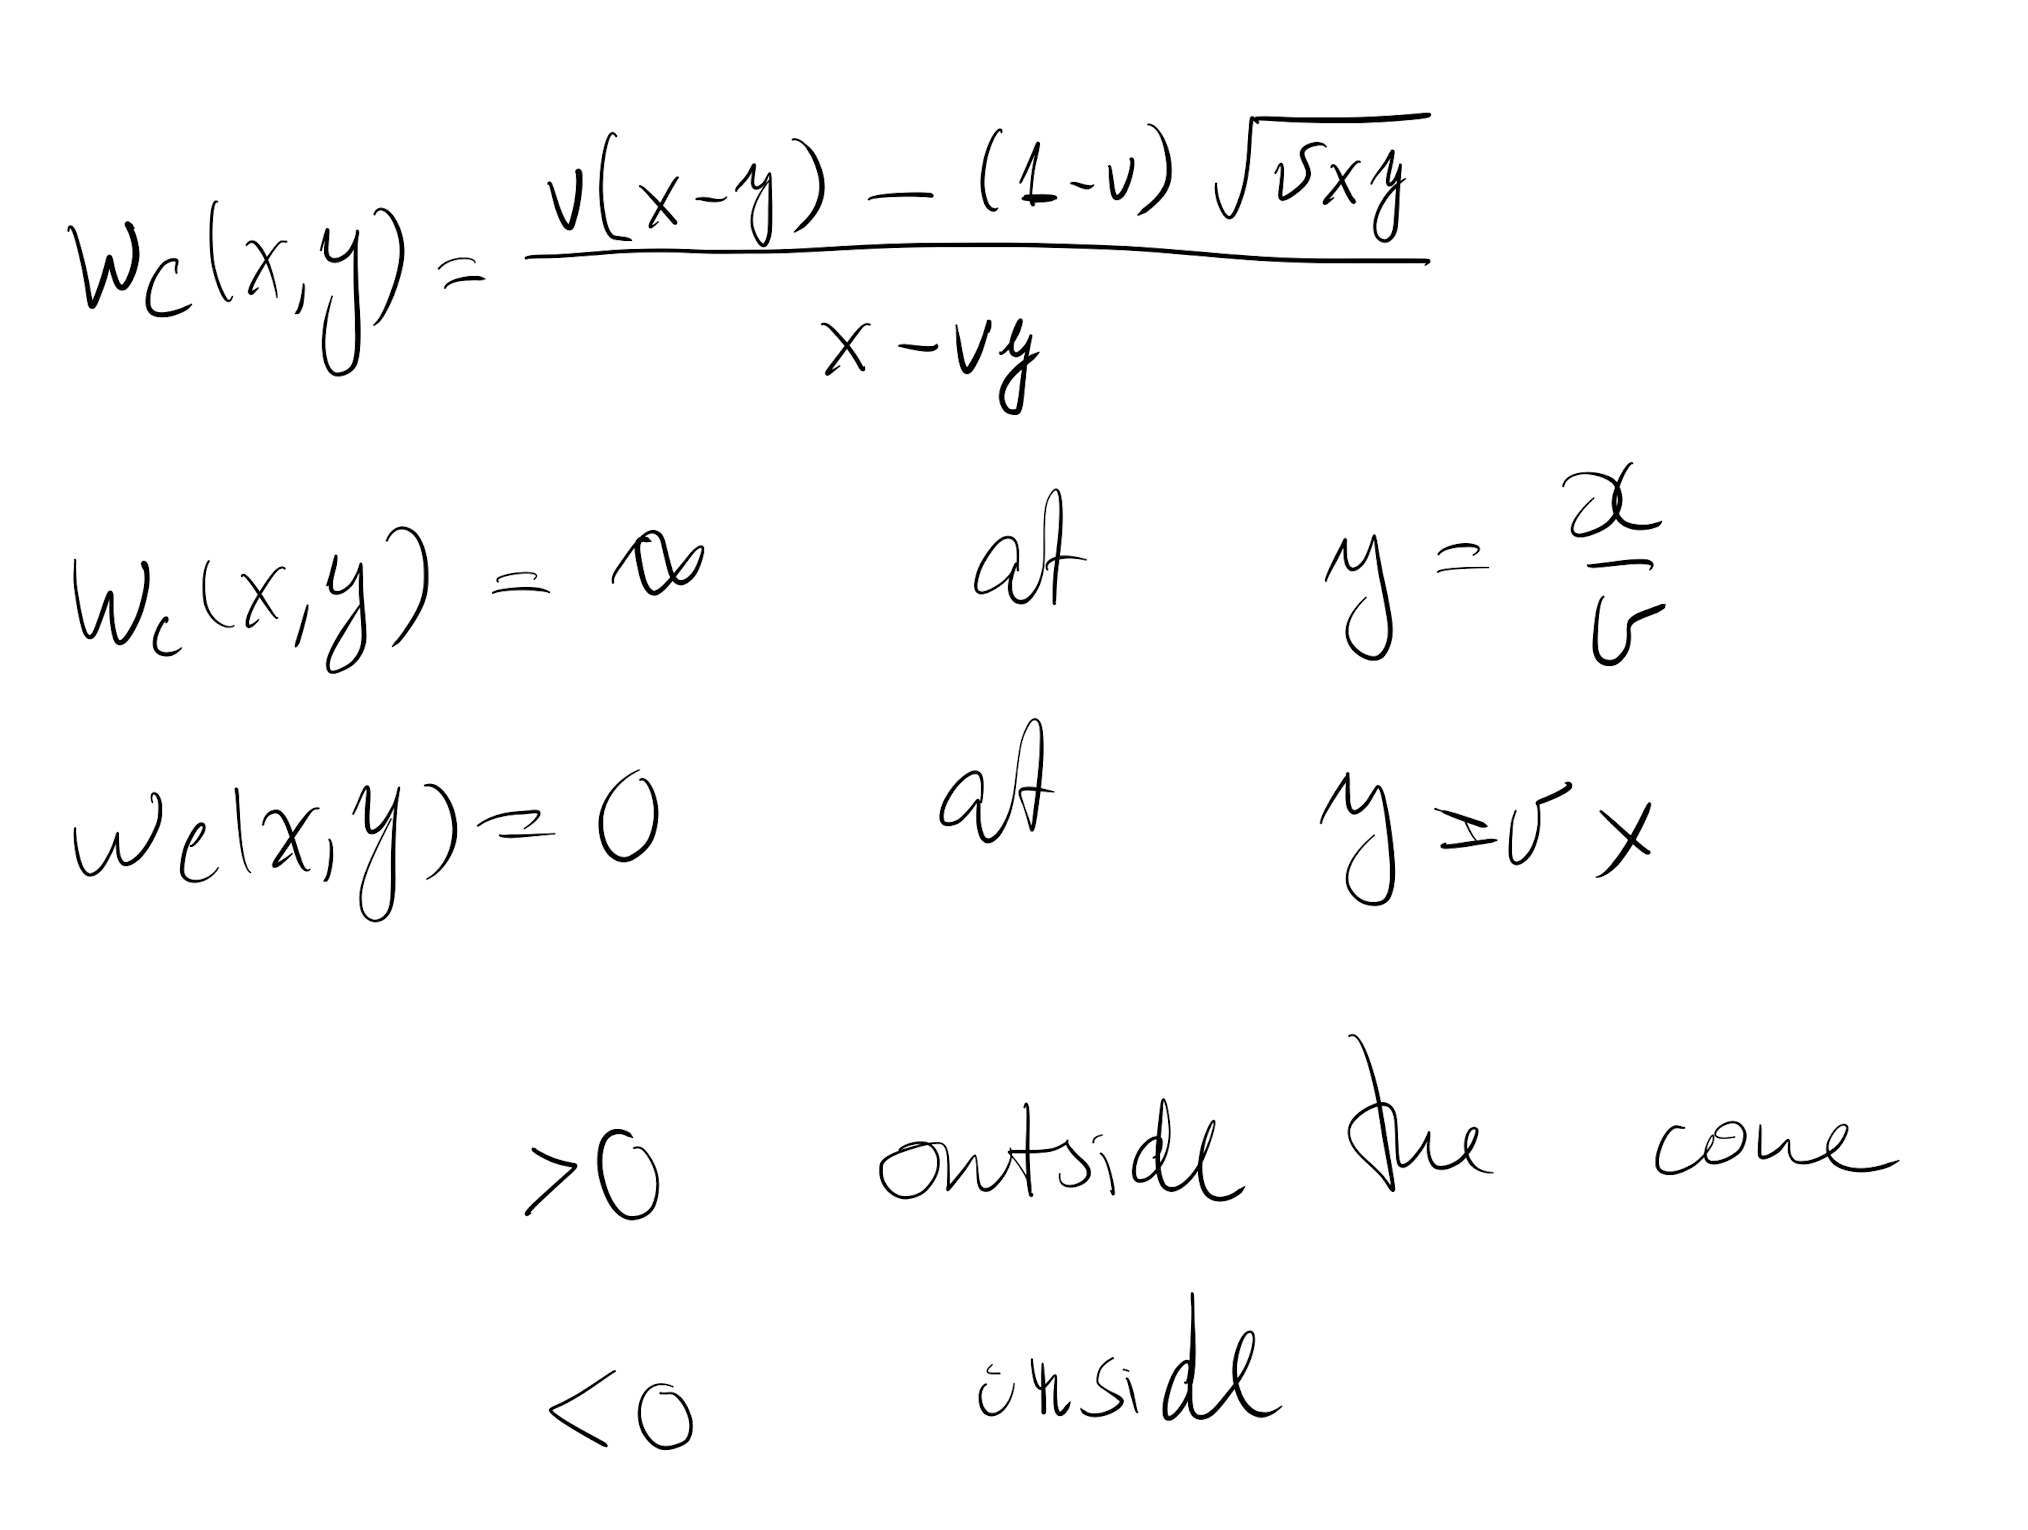 $W_c(x,y) = \frac{v(x-y) - (1-v)\sqrt{vxy}}{x-vy}$
$W_c(x,y) = \infty$ at $y = \frac{x}{v}$
$W_c(x,y) = 0$ at $y = vx$
$>0$ outside the cone
$<0$ inside